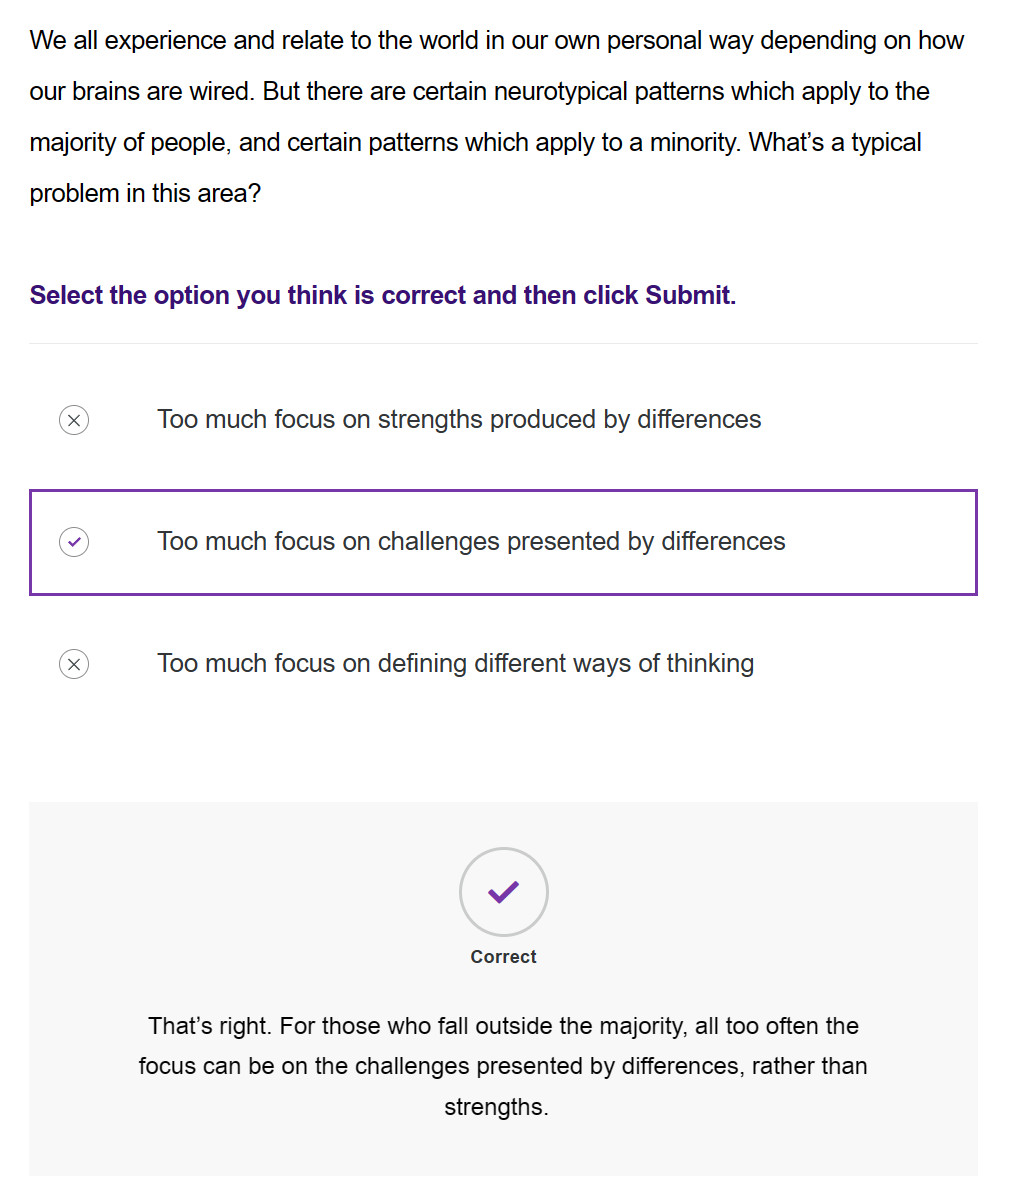 We all experience and relate to the world in our own personal way depending on how
our brains are wired. But there are certain neurotypical patterns which apply to the
majority of people, and certain patterns which apply to a minority. What’s a typical
problem in this area?
Select the option you think is correct and then click Submit.
Too much focus on strengths produced by differences
Too much focus on challenges presented by differences
Too much focus on defining different ways of thinking
Correct
That’s right. For those who fall outside the majority, all too often the
focus can be on the challenges presented by differences, rather than
strengths.